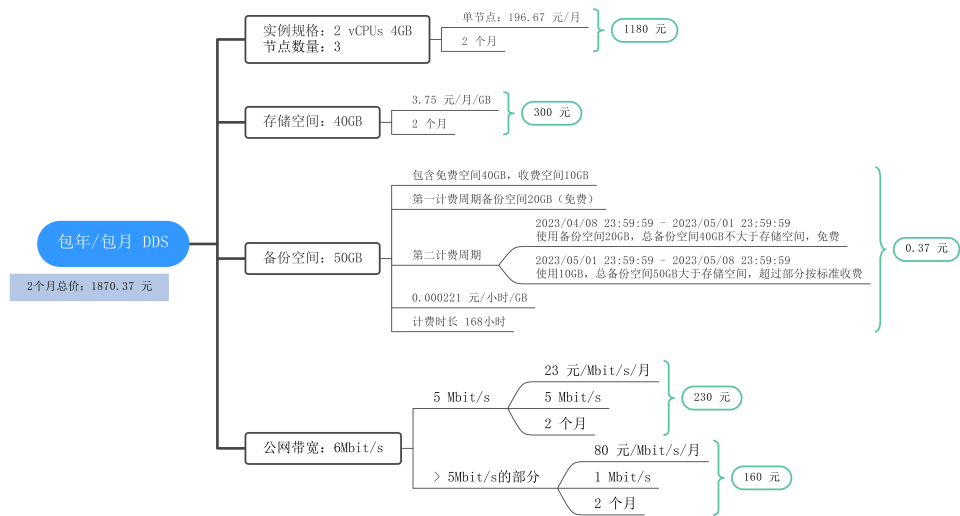 包年/包月 DDS
2个月总价：1870.37 元
实例规格：2 vCPUs 4GB
节点数量：3
单节点：196.67 元/月
2 个月
1180 元
存储空间：40GB
3.75 元/月/GB
2 个月
300 元
备份空间：50GB
包含免费空间40GB，收费空间10GB
第一计费周期备份空间20GB（免费）
第二计费周期
2023/04/08 23:59:59 - 2023/05/01 23:59:59
使用备份空间20GB，总备份空间40GB不大于存储空间，免费
2023/05/01 23:59:59 - 2023/05/08 23:59:59
使用10GB，总备份空间50GB大于存储空间，超过部分按标准收费
0.000221 元/小时/GB
计费时长 168小时
0.37 元
公网带宽：6Mbit/s
5 Mbit/s
23 元/Mbit/s/月
5 Mbit/s
2 个月
230 元
> 5Mbit/s的部分
80 元/Mbit/s/月
1 Mbit/s
2 个月
160 元